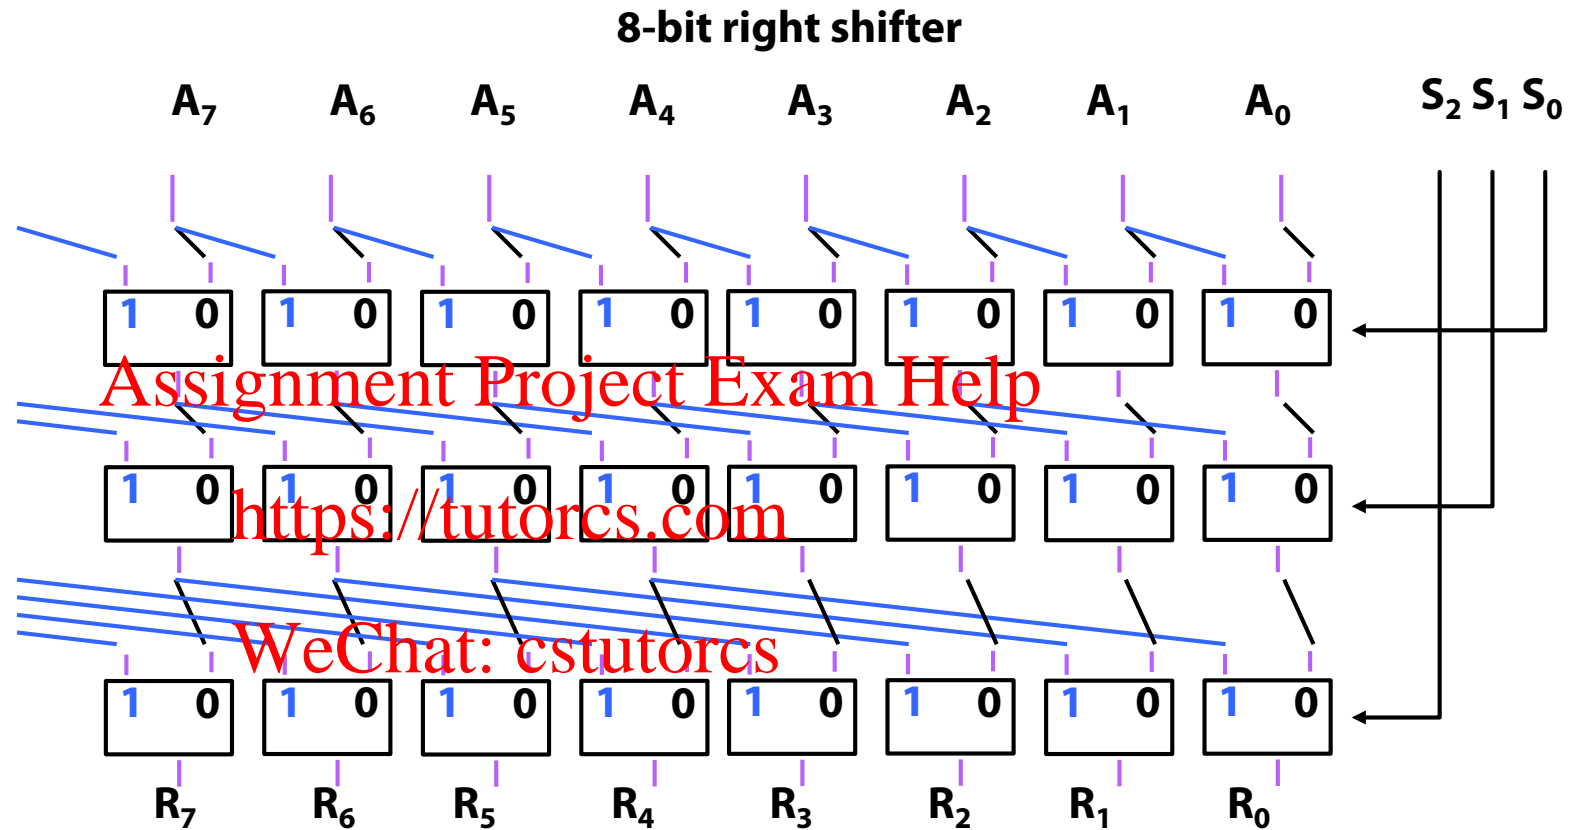 8-bit right shifter
A₇ A₆ A₅ A₄ A₃ A₂ A₁ A₀ S₂ S₁ S₀
1 0 1 0 1 0 1 0 1 0 1 0 1 0 1 0
Assignment Project Exam Help
1 0 1 0 1 0 1 0 1 0 1 0 1 0 1 0
https://tutorcs.com
WeChat: cstutorcs
1 0 1 0 1 0 1 0 1 0 1 0 1 0 1 0
R₇ R₆ R₅ R₄ R₃ R₂ R₁ R₀